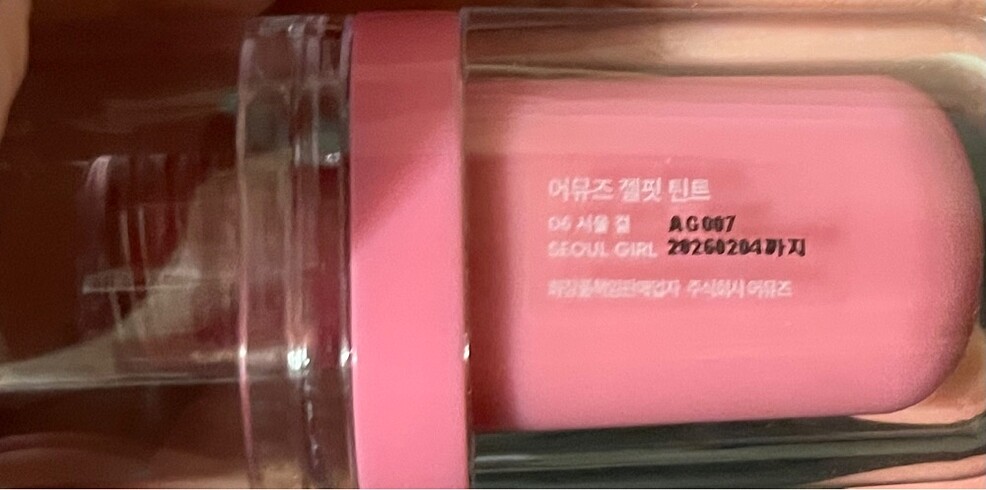 어뮤즈 젤핏 틴트
06 서울 걸 AG007
SEOUL GIRL 20260204까지
화장품책임판매업자 주식회사 어뮤즈